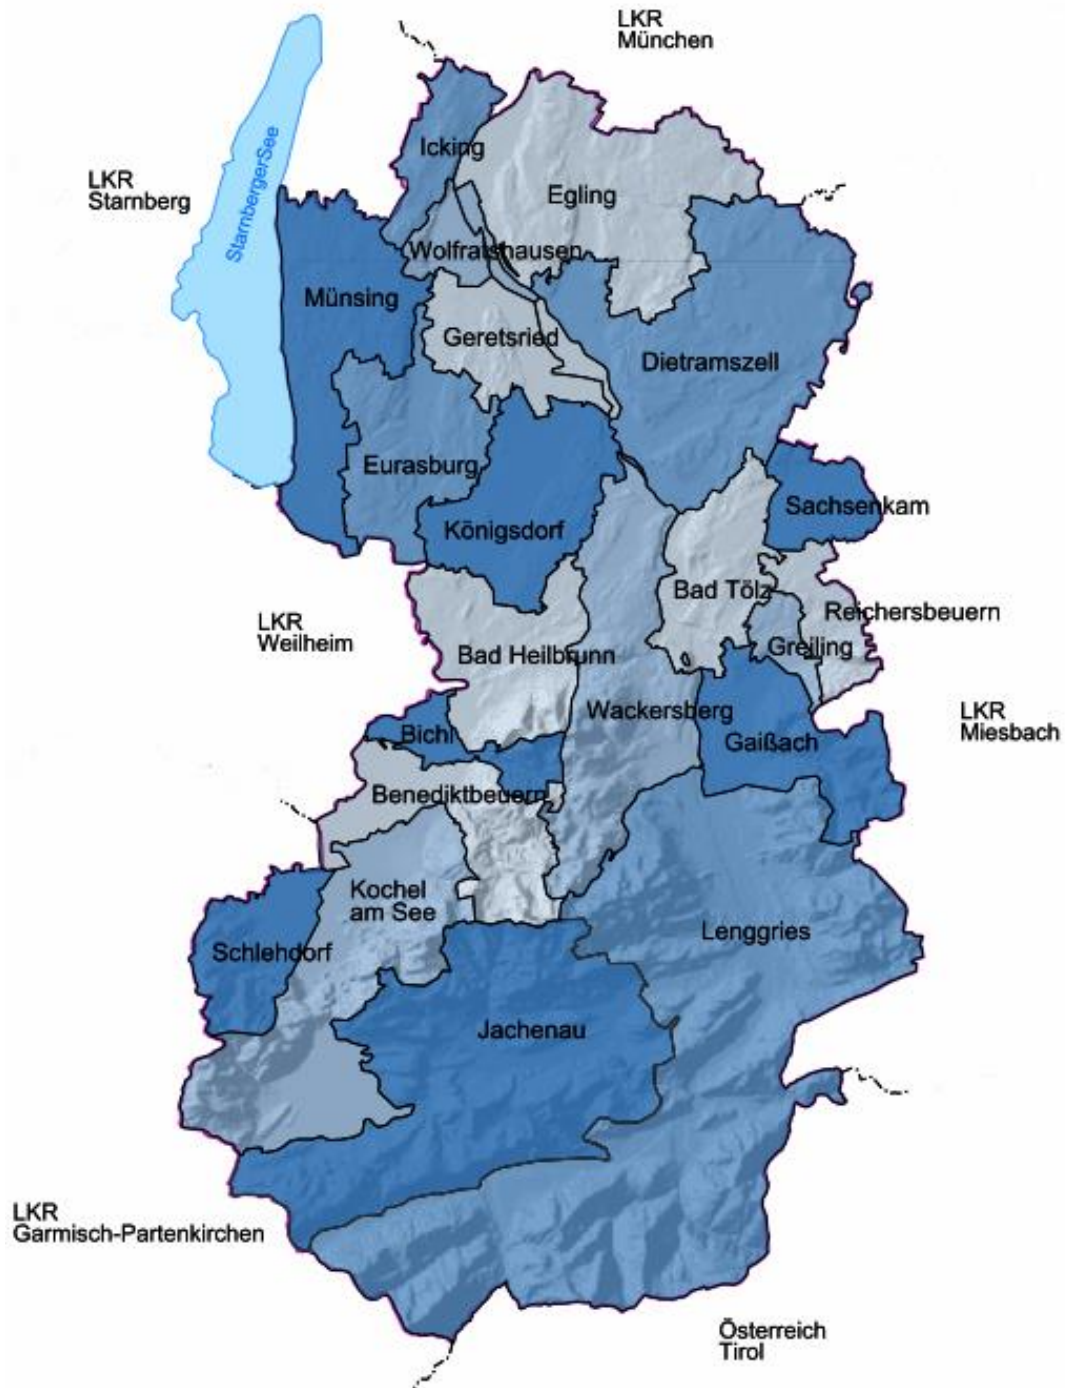 LKR
München
LKR
Starnberg
StarnbergerSee
Icking
Egling
Wolfratshausen
Münsing
Geretsried
Dietramszell
Eurasburg
Königsdorf
Sachsenkam
Bad Tölz
Reichersbeuern
LKR
Weilheim
Greiling
Bad Heilbrunn
Wackersberg
LKR
Miesbach
Bichl
Gaißach
Benediktbeuern
Kochel
am See
Lenggries
Schlehdorf
Jachenau
LKR
Garmisch-Partenkirchen
Österreich
Tirol